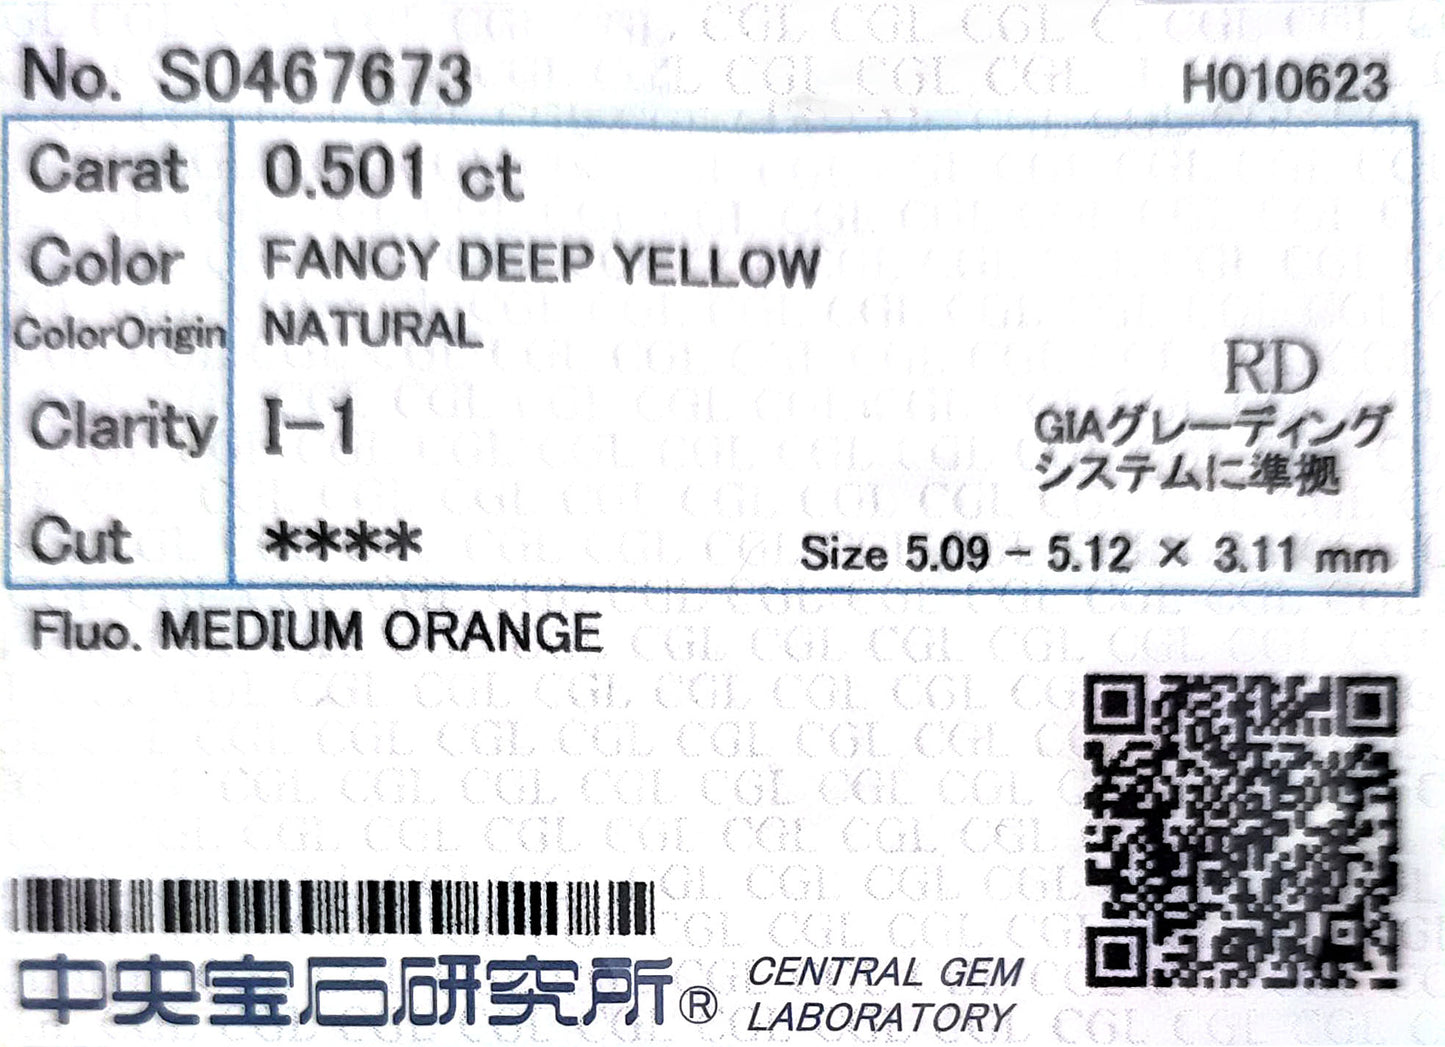 No. S0467673
H010623
Carat 0.501 ct
Color FANCY DEEP YELLOW
ColorOrigin NATURAL
RD
Clarity I-1
GIAグレーディング
システムに準拠
Cut ****
Size 5.09 - 5.12 × 3.11 mm
Fluo. MEDIUM ORANGE
中央宝石研究所®
CENTRAL GEM
LABORATORY